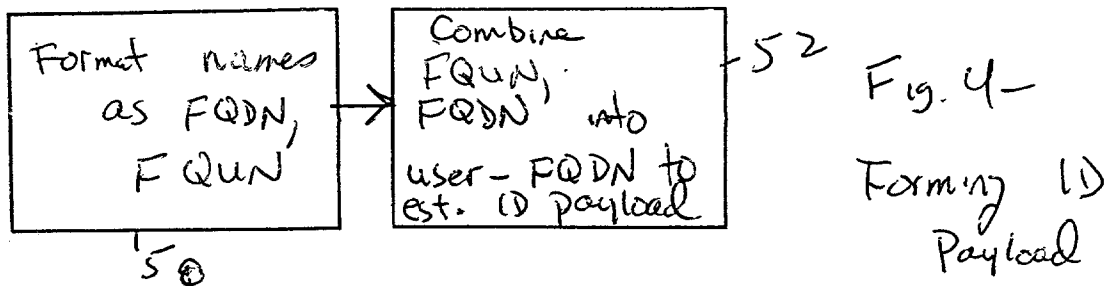 Format names
as FQDN,
FQUN
50
Combine
FQUN,
FQDN into
user-FQDN to
est. ID payload
52
Fig. 4-
Forming ID
Payload